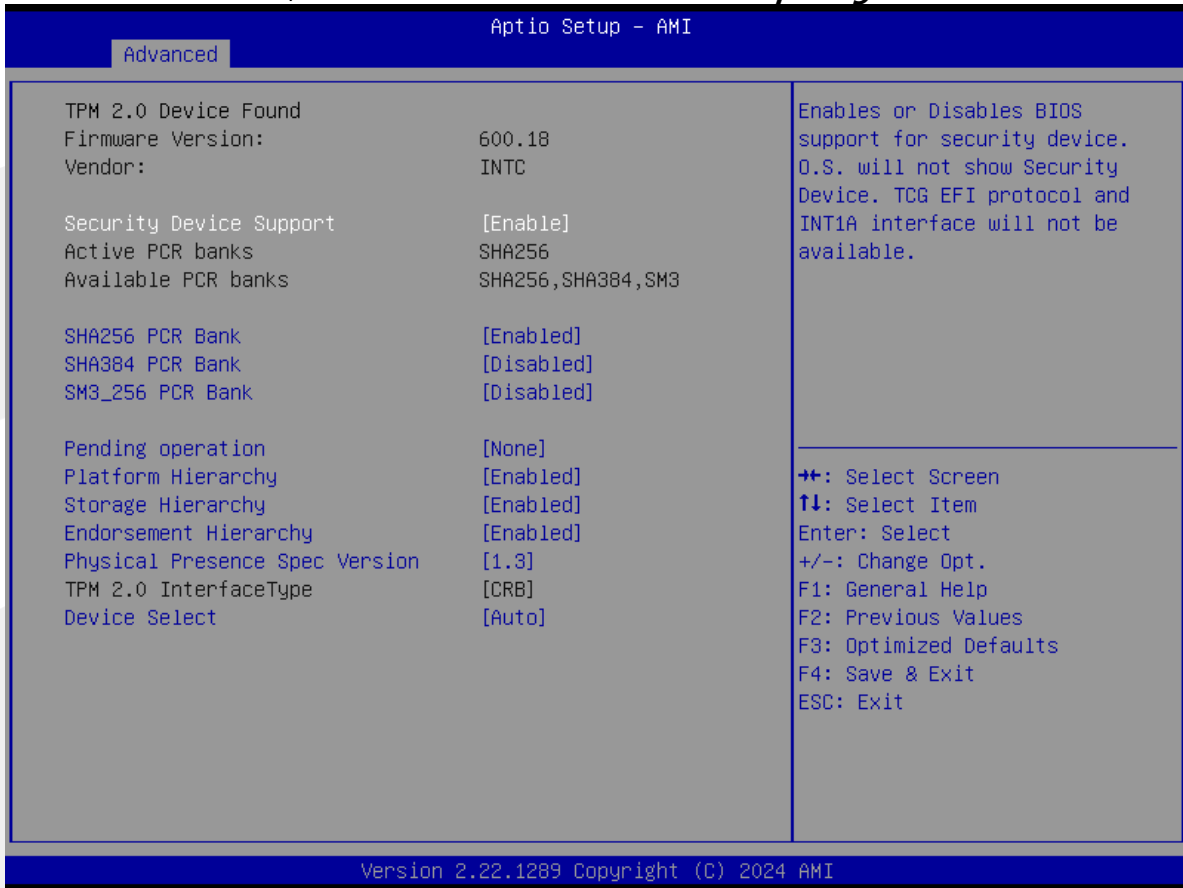 Aptio Setup – AMI
Advanced
TPM 2.0 Device Found
Firmware Version: 600.18
Vendor: INTC
Security Device Support [Enable]
Active PCR banks SHA256
Available PCR banks SHA256,SHA384,SM3
SHA256 PCR Bank [Enabled]
SHA384 PCR Bank [Disabled]
SM3_256 PCR Bank [Disabled]
Pending operation [None]
Platform Hierarchy [Enabled]
Storage Hierarchy [Enabled]
Endorsement Hierarchy [Enabled]
Physical Presence Spec Version [1.3]
TPM 2.0 InterfaceType [CRB]
Device Select [Auto]
Enables or Disables BIOS
support for security device.
O.S. will not show Security
Device. TCG EFI protocol and
INT1A interface will not be
available.
→←: Select Screen
↑↓: Select Item
Enter: Select
+/-: Change Opt.
F1: General Help
F2: Previous Values
F3: Optimized Defaults
F4: Save & Exit
ESC: Exit
Version 2.22.1289 Copyright (C) 2024 AMI